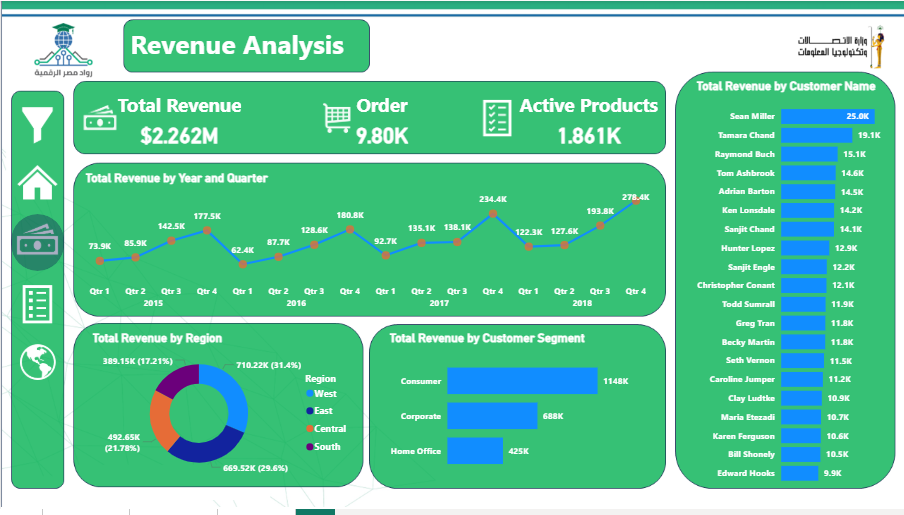 رواد مصر الرقمية
Revenue Analysis
وزارة الاتصالات
وتكنولوجيا المعلومات
Total Revenue
$2.262M
Order
9.80K
Active Products
1.861K
Total Revenue by Year and Quarter
73.9K 85.9K 142.5K 177.5K 62.4K 87.7K 128.6K 180.8K 92.7K 135.1K 138.1K 234.4K 122.3K 127.6K 193.8K 278.4K
Qtr 1 Qtr 2 Qtr 3 Qtr 4 Qtr 1 Qtr 2 Qtr 3 Qtr 4 Qtr 1 Qtr 2 Qtr 3 Qtr 4 Qtr 1 Qtr 2 Qtr 3 Qtr 4
2015 2016 2017 2018
Total Revenue by Region
389.15K (17.21%)
710.22K (31.4%)
492.65K
(21.78%)
669.52K (29.6%)
Region
West
East
Central
South
Total Revenue by Customer Segment
Consumer 1148K
Corporate 688K
Home Office 425K
Total Revenue by Customer Name
Sean Miller 25.0K
Tamara Chand 19.1K
Raymond Buch 15.1K
Tom Ashbrook 14.6K
Adrian Barton 14.5K
Ken Lonsdale 14.2K
Sanjit Chand 14.1K
Hunter Lopez 12.9K
Sanjit Engle 12.2K
Christopher Conant 12.1K
Todd Sumrall 11.9K
Greg Tran 11.8K
Becky Martin 11.8K
Seth Vernon 11.5K
Caroline Jumper 11.2K
Clay Ludtke 10.9K
Maria Etezadi 10.7K
Karen Ferguson 10.6K
Bill Shonely 10.5K
Edward Hooks 9.9K